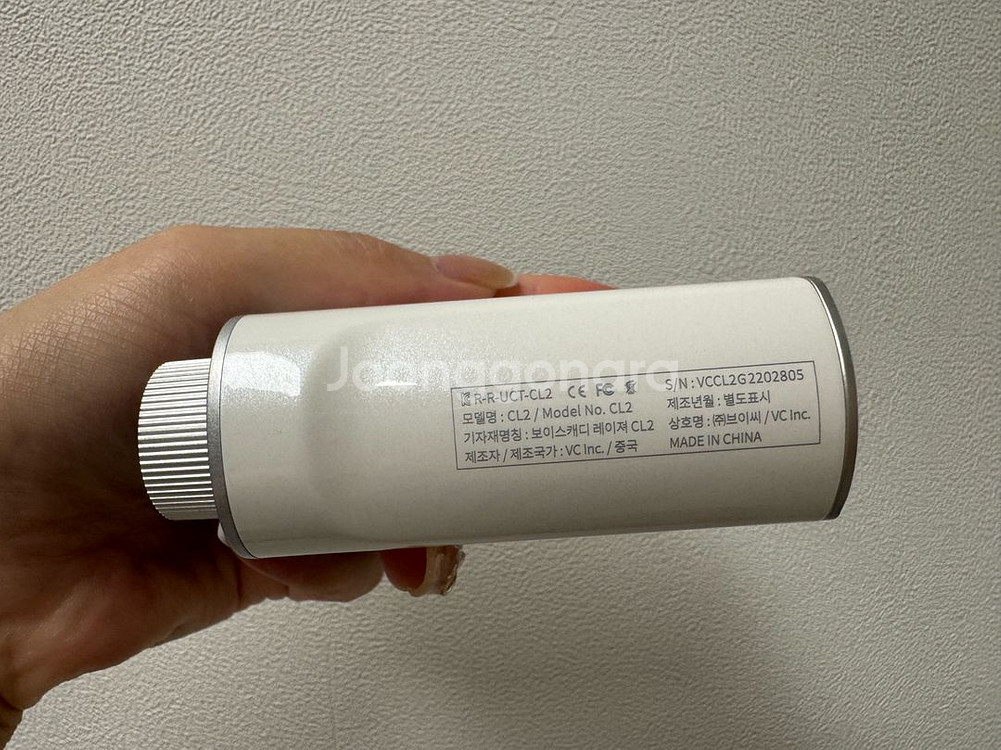 Joonggonara
R-R-UCT-CL2 CE FC
모델명 : CL2 / Model No. CL2
기자재명칭 : 보이스캐디 레이져 CL2
제조자 / 제조국가 : VC Inc. / 중국
S/N : VCCL2G2202805
제조년월 : 별도표시
상호명 : ㈜브이씨 / VC Inc.
MADE IN CHINA